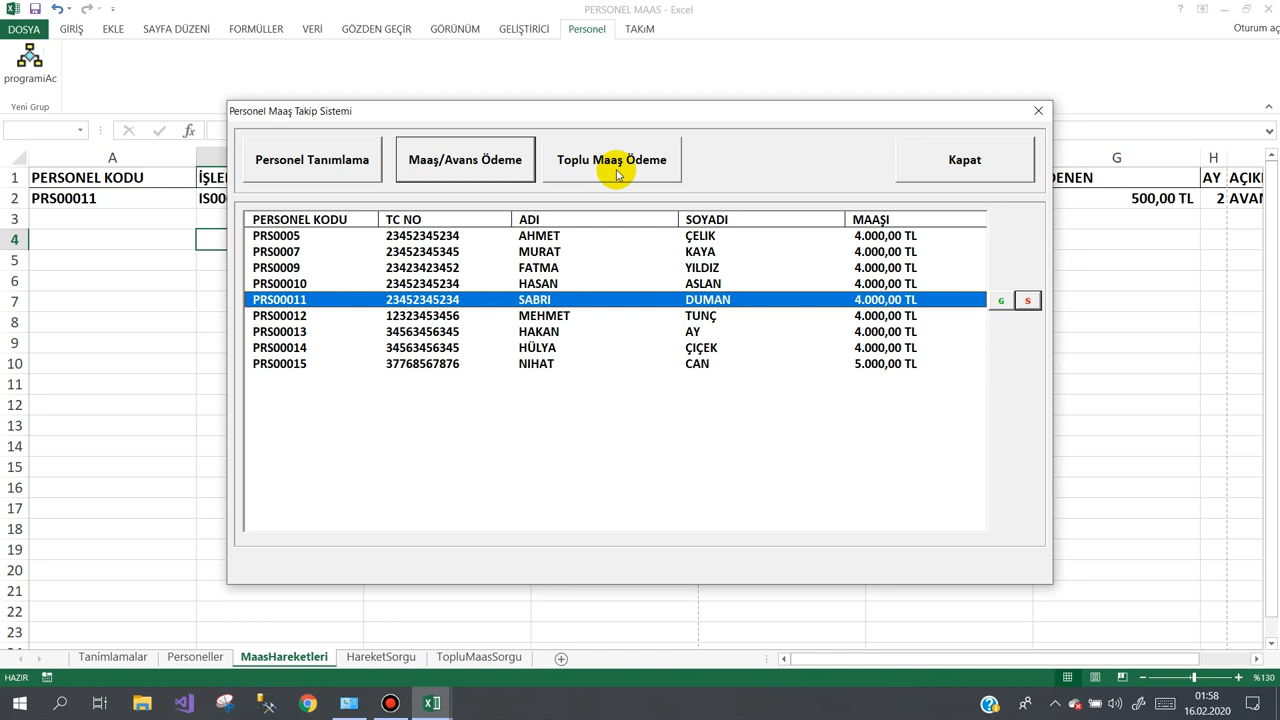 PERSONEL MAAS - Excel
DOSYA GİRİŞ EKLE SAYFA DÜZENİ FORMÜLLER VERİ GÖZDEN GEÇİR GÖRÜNÜM GELİŞTİRİCİ Personel TAKıM Oturum aç
programiAc
Yeni Grup
Personel Maaş Takip Sistemi
fx
Personel Tanımlama Maaş/Avans Ödeme Toplu Maaş Ödeme Kapat
A G H
1 PERSONEL KODU İŞLE DENEN AY AÇIKI
2 PRS00011 IS00 500,00 TL 2 AVAN
3
4
5
6
7
8
9
10
11
12
13
14
15
16
17
18
19
20
21
22
23
PERSONEL KODU TC NO ADI SOYADI MAAŞI
PRS0005 23452345234 AHMET ÇELIK 4.000,00 TL
PRS0007 23452345345 MURAT KAYA 4.000,00 TL
PRS0009 23423423452 FATMA YILDIZ 4.000,00 TL
PRS00010 23452345234 HASAN ASLAN 4.000,00 TL
PRS00011 23452345234 SABRI DUMAN 4.000,00 TL G S
PRS00012 12323453456 MEHMET TUNÇ 4.000,00 TL
PRS00013 34563456345 HAKAN AY 4.000,00 TL
PRS00014 34563456345 HÜLYA ÇIÇEK 4.000,00 TL
PRS00015 37768567876 NIHAT CAN 5.000,00 TL
Tanimlamalar Personeller MaasHareketleri HareketSorgu TopluMaasSorgu
HAZIR %130
01:58
16.02.2020